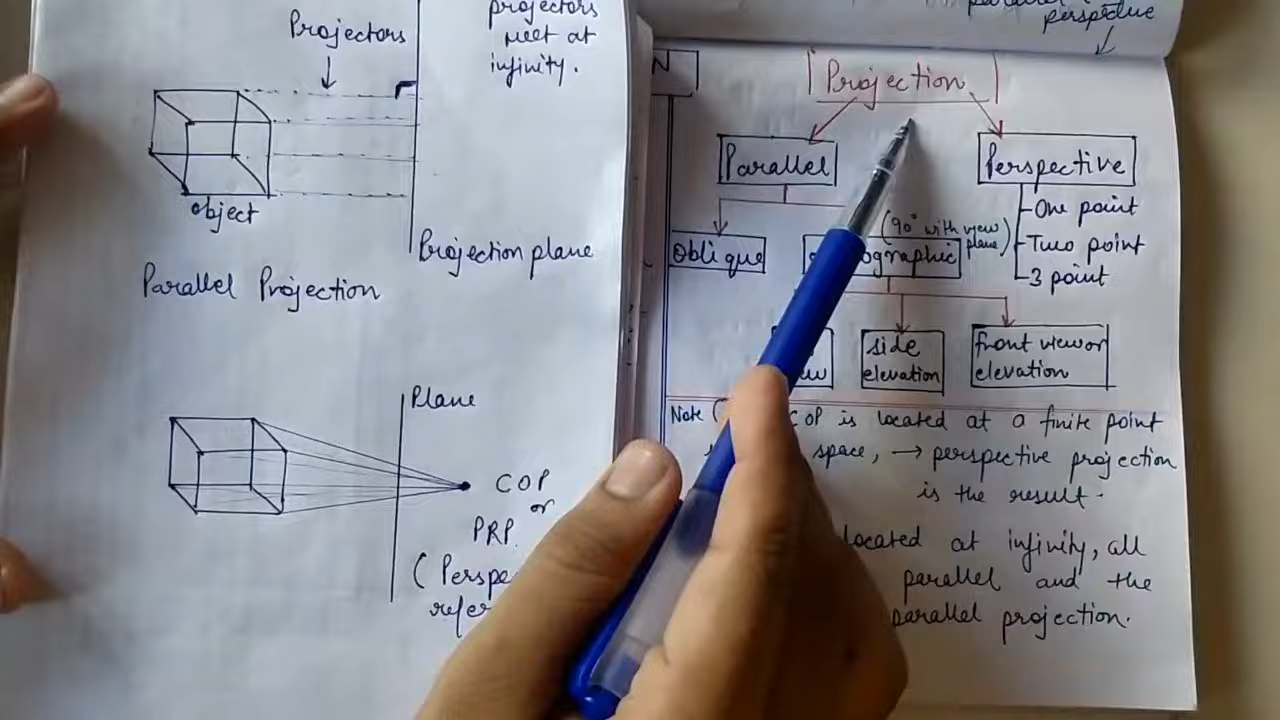 projectors
meet at
infinity.
Projectors
object
Projection plane
Parallel Projection
Plane
COP
or
PRP.
perspective
N
Projection
Parallel
Perspective
One point
Two point
3 point
(90° with view
plane)
oblique
ographic
side
elevation
front view or
elevation
Note (
COP is located at a finite point
space, → perspective projection
is the result.
located at infinity, all
parallel and the
parallel projection.